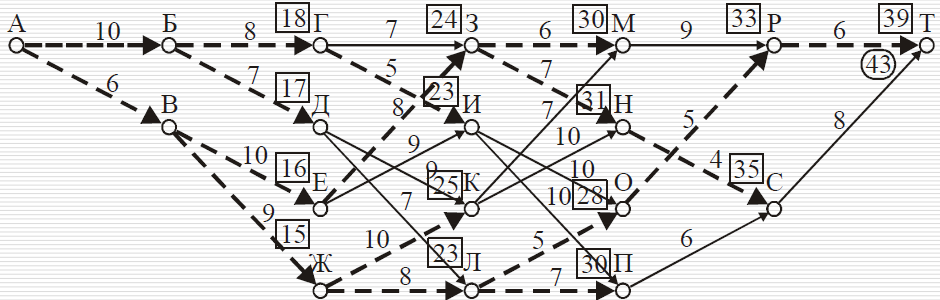 А 10 Б 8 18 Г 7 24 З 6 30 М 9 33 Р 6 39 Т
43
6 7 5 7
В 17 Д 8 23 И 7 31 Н 5 8
10 9 10 4
16 Е 9 10 35 С
9 7 25 К 10 28 О
15 10 5 6
Ж 8 23 Л 7 30 П